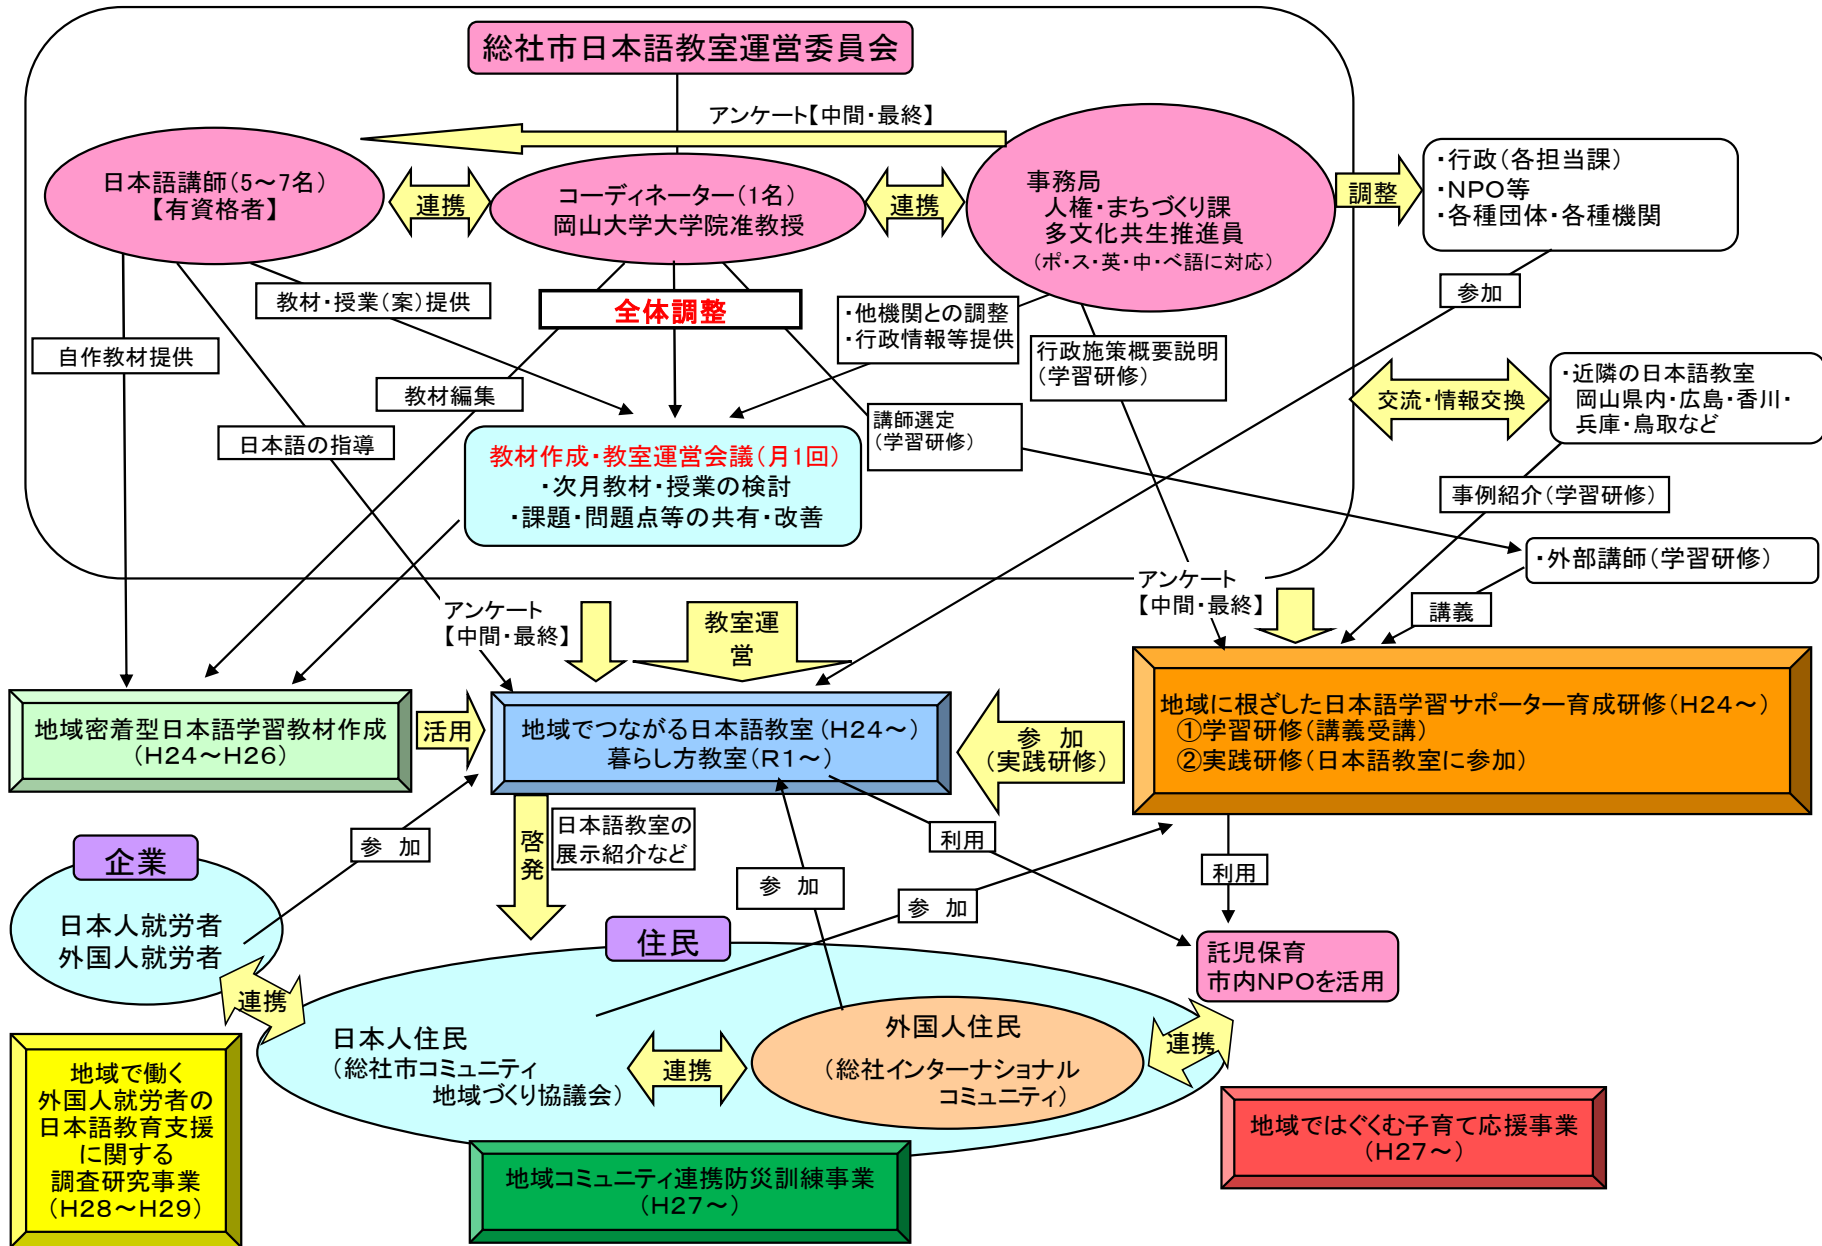 総社市日本語教室運営委員会
アンケート【中間・最終】
日本語講師(5～7名)
【有資格者】
連携
コーディネーター(1名)
岡山大学大学院准教授
連携
事務局
人権・まちづくり課
多文化共生推進員
(ポ・ス・英・中・ベ語に対応)
調整
・行政(各担当課)
・NPO等
・各種団体・各種機関
教材・授業(案)提供
全体調整
・他機関との調整
・行政情報等提供
参加
自作教材提供
教材編集
行政施策概要説明
(学習研修)
交流・情報交換
・近隣の日本語教室
岡山県内・広島・香川・
兵庫・鳥取など
日本語の指導
講師選定
(学習研修)
教材作成・教室運営会議(月1回)
・次月教材・授業の検討
・課題・問題点等の共有・改善
事例紹介(学習研修)
・外部講師(学習研修)
講義
アンケート
【中間・最終】
教室運
営
アンケート
【中間・最終】
地域密着型日本語学習教材作成
(H24～H26)
活用
地域でつながる日本語教室(H24～)
暮らし方教室(R1～)
参 加
(実践研修)
地域に根ざした日本語学習サポーター育成研修(H24～)
①学習研修(講義受講)
②実践研修(日本語教室に参加)
参 加
啓
発
日本語教室の
展示紹介など
利用
利用
参 加
参 加
企業
日本人就労者
外国人就労者
連携
住民
託児保育
市内NPOを活用
日本人住民
(総社市コミュニティ
地域づくり協議会)
連携
外国人住民
(総社インターナショナル
コミュニティ)
連携
地域で働く
外国人就労者の
日本語教育支援
に関する
調査研究事業
(H28～H29)
地域コミュニティ連携防災訓練事業
(H27～)
地域ではぐくむ子育て応援事業
(H27～)